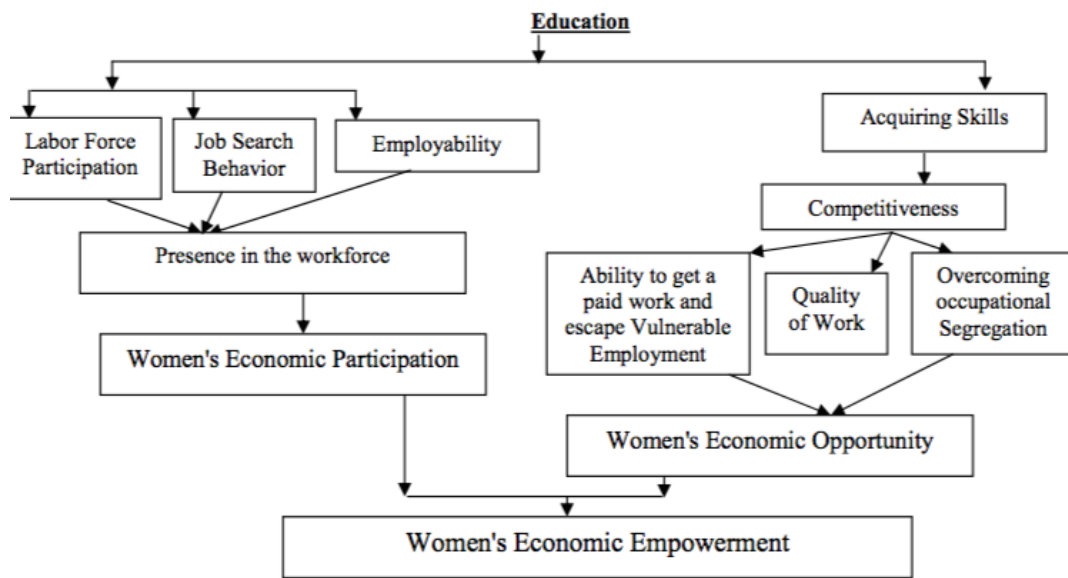 Education
Labor Force
Participation
Job Search
Behavior
Employability
Acquiring Skills
Competitiveness
Presence in the workforce
Ability to get a
paid work and
escape Vulnerable
Employment
Quality
of Work
Overcoming
occupational
Segregation
Women's Economic Participation
Women's Economic Opportunity
Women's Economic Empowerment